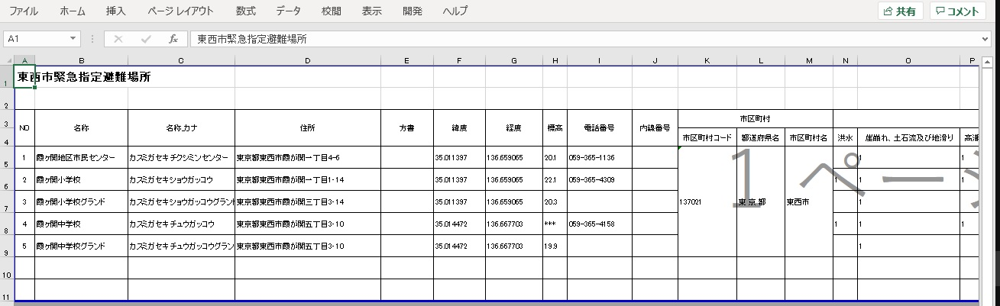 ファイル ホーム 挿入 ページ レイアウト 数式 データ 校閲 表示 開発 ヘルプ 共有 コメント
A1 fx 東西市緊急指定避難場所
A B C D E F G H I J K L M N O P
1 東西市緊急指定避難場所
2
3 NO 名称 名称_カナ 住所 方書 緯度 経度 標高 電話番号 内線番号 市区町村
4 市区町村コード 都道府県名 市区町村名 洪水 崖崩れ、土石流及び地滑り 高潮
5 1 霞ケ関地区市民センター カスミガセキチクシミンセンター 東京都東西市霞が関一丁目4-6 35.011397 136.659065 20.1 059-365-1136 1 1
6 2 霞ケ関小学校 カスミガセキショウガッコウ 東京都東西市霞が関一丁目1-14 35.011397 136.659065 22.1 059-365-4309 1 1 1
7 3 霞ケ関小学校グランド カスミガセキショウガッコウグラン 東京都東西市霞が関三丁目3-14 35.011397 136.659065 20.3 137021 東京都 東西市 1
8 4 霞ケ関中学校 カスミガセキチュウガッコウ 東京都東西市霞が関五丁目3-10 35.014472 136.667703 *** 059-365-4158 1 1 1
9 5 霞ケ関中学校グランド カスミガセキチュウガッコウグラン 東京都東西市霞が関五丁目3-10 35.014472 136.667703 19.9 1
10
11
1 ペー